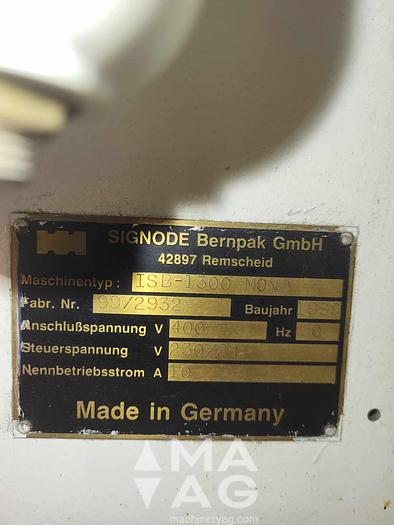 SIGNODE Bernpak GmbH
42897 Remscheid
Maschinentyp: ISB-1300 MONA
Fabr. Nr. 99/2932 Baujahr 1999
Anschlußspannung V 400 Hz
Steuerspannung V 230/24
Nennbetriebsstrom A 10
Made in Germany
MA
AG
machineryag.com